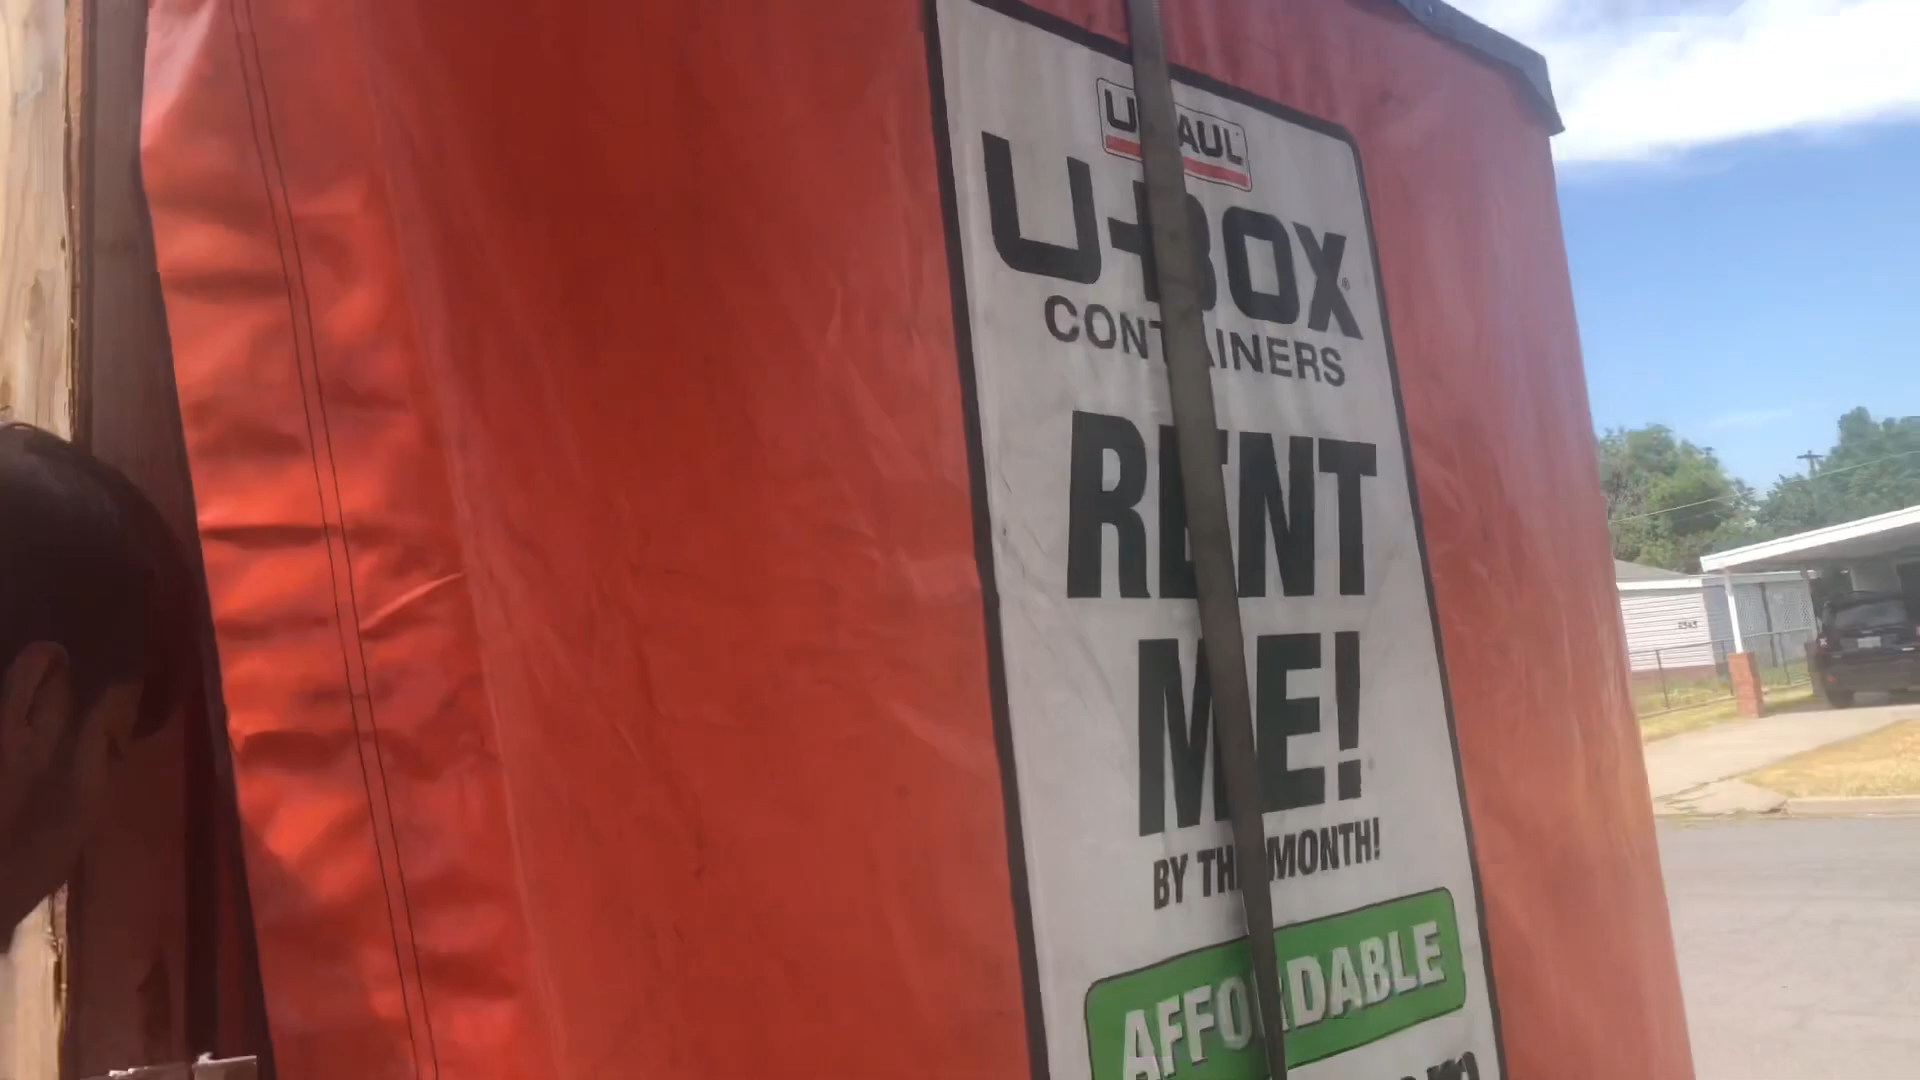 U-HAUL
U-BOX®
CONTAINERS
RENT
ME!
BY THE MONTH!
AFFORDABLE